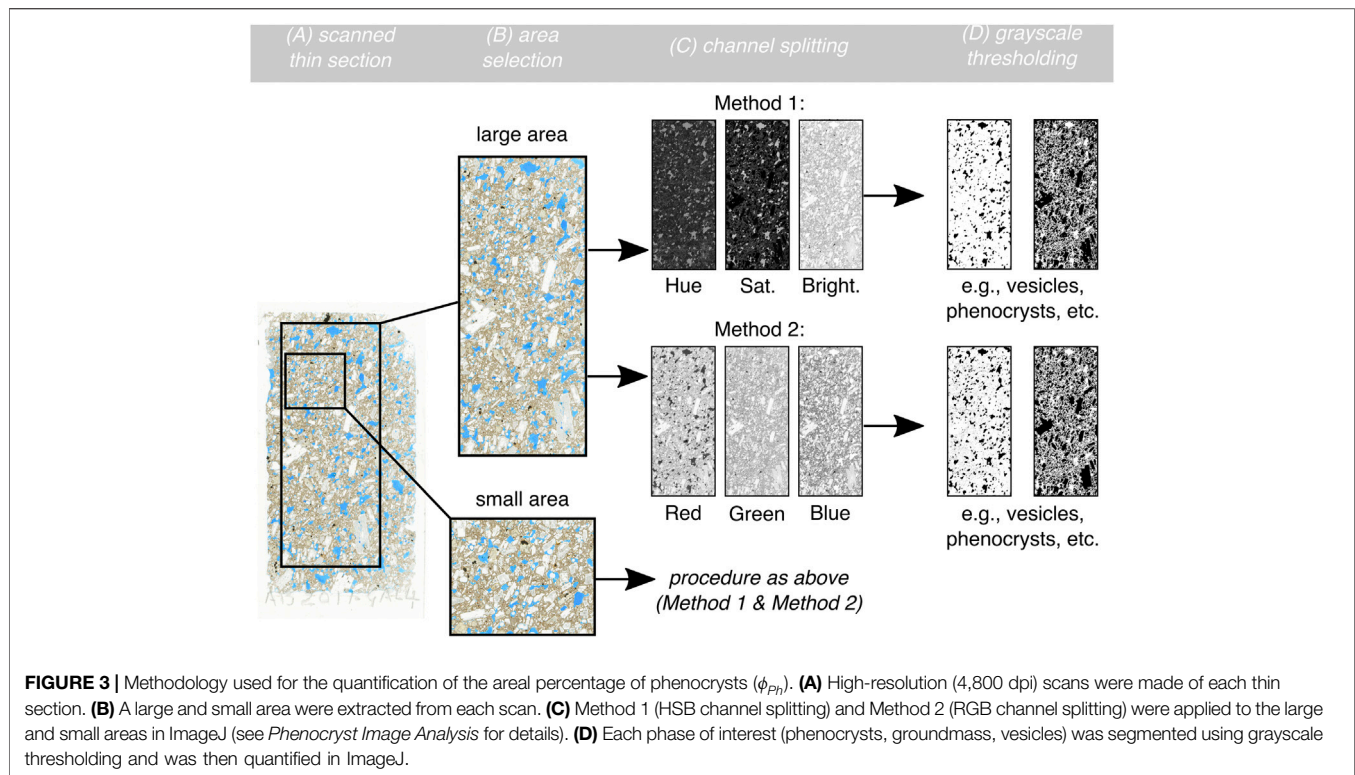 (A) scanned
thin section
(B) area
selection
(C) channel splitting
(D) grayscale
thresholding
large area
Method 1:
Hue
Sat.
Bright.
e.g., vesicles,
phenocrysts, etc.
Method 2:
Red
Green
Blue
e.g., vesicles,
phenocrysts, etc.
small area
procedure as above
(Method 1 & Method 2)
FIGURE 3 | Methodology used for the quantification of the areal percentage of phenocrysts (ϕPh). (A) High-resolution (4,800 dpi) scans were made of each thin
section. (B) A large and small area were extracted from each scan. (C) Method 1 (HSB channel splitting) and Method 2 (RGB channel splitting) were applied to the large
and small areas in ImageJ (see Phenocryst Image Analysis for details). (D) Each phase of interest (phenocrysts, groundmass, vesicles) was segmented using grayscale
thresholding and was then quantified in ImageJ.